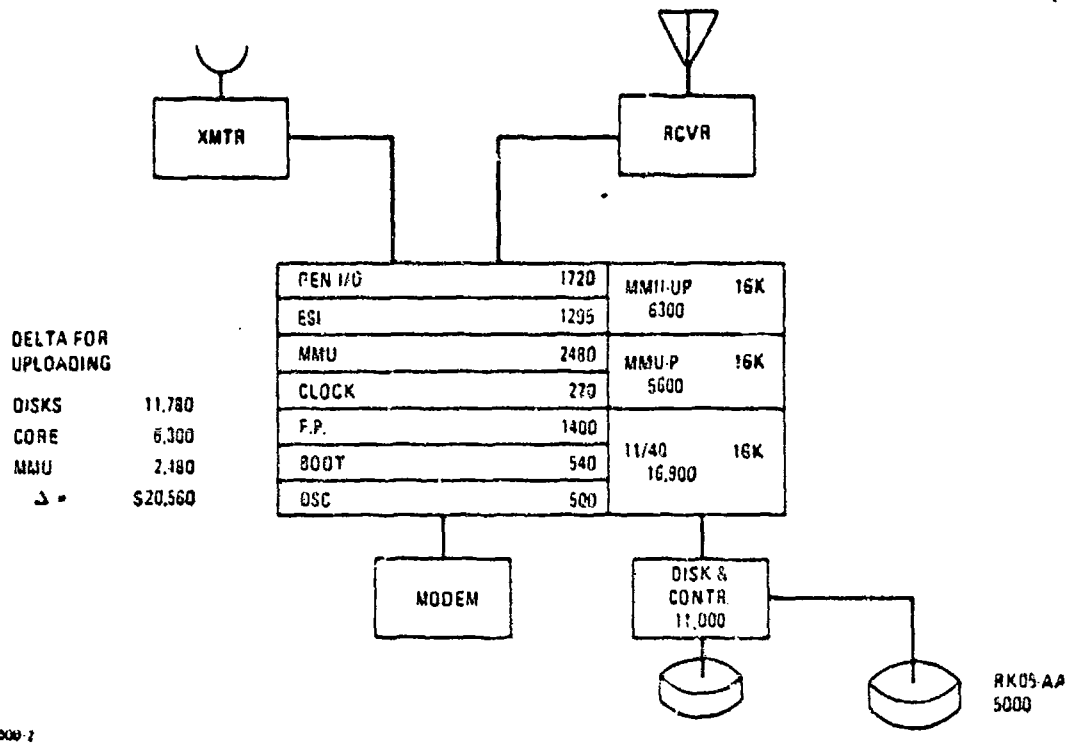 XMTR
RCVR
PEN I/O 1720
ESI 1295
MMU 2480
CLOCK 270
F.P. 1400
BOOT 540
OSC 500
MMU-UP 16K
6300
MMU-P 16K
5600
11/40 16K
16,900
DELTA FOR
UPLOADING
DISKS 11,780
CORE 6,300
MMU 2,480
Δ = $20,560
MODEM
DISK &
CONTR.
11,000
RK05-AA
5000